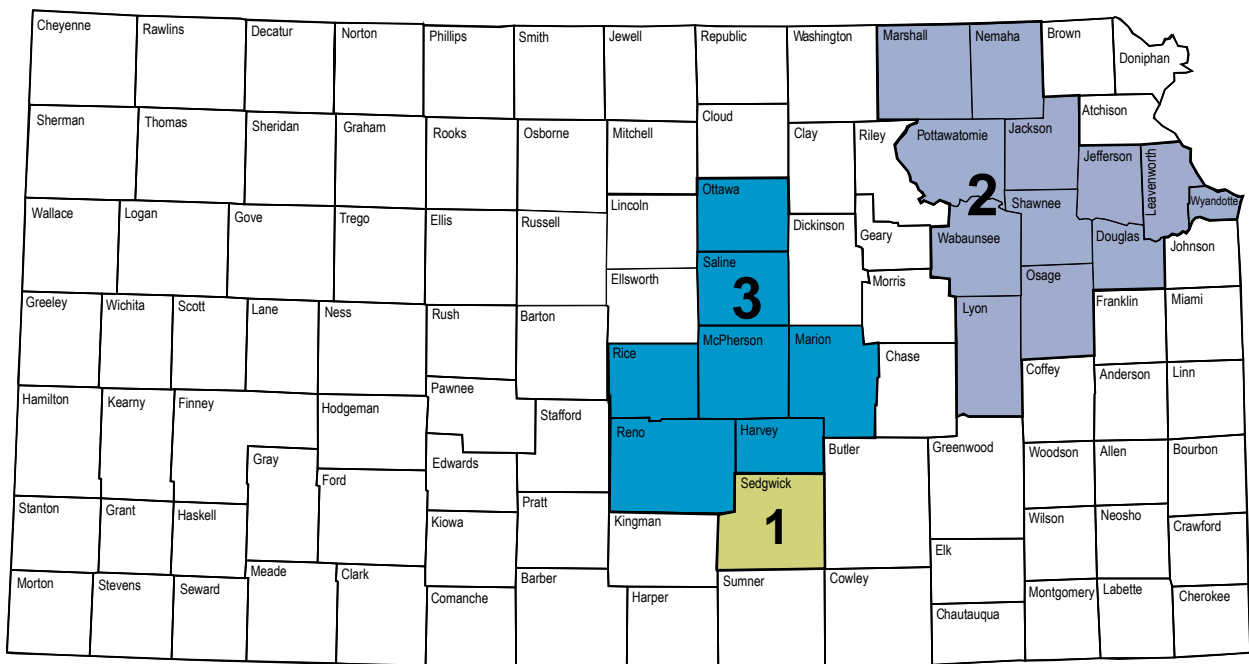 Cheyenne
Rawlins
Decatur
Norton
Phillips
Smith
Jewell
Republic
Washington
Marshall
Nemaha
Brown
Doniphan
Sherman
Thomas
Sheridan
Graham
Rooks
Osborne
Mitchell
Cloud
Clay
Riley
Pottawatomie
Jackson
Atchison
Jefferson
Leavenworth
Wyandotte
Wallace
Logan
Gove
Trego
Ellis
Russell
Lincoln
Ottawa
Dickinson
Geary
Wabaunsee
2
Shawnee
Douglas
Johnson
Ellsworth
Saline
3
Morris
Osage
Greeley
Wichita
Scott
Lane
Ness
Rush
Barton
Rice
McPherson
Marion
Chase
Lyon
Franklin
Miami
Hamilton
Kearny
Finney
Hodgeman
Pawnee
Stafford
Reno
Harvey
Butler
Greenwood
Coffey
Anderson
Linn
Gray
Ford
Edwards
Pratt
Kingman
Sedgwick
1
Woodson
Allen
Bourbon
Stanton
Grant
Haskell
Kiowa
Elk
Wilson
Neosho
Crawford
Morton
Stevens
Seward
Meade
Clark
Comanche
Barber
Harper
Sumner
Cowley
Chautauqua
Montgomery
Labette
Cherokee